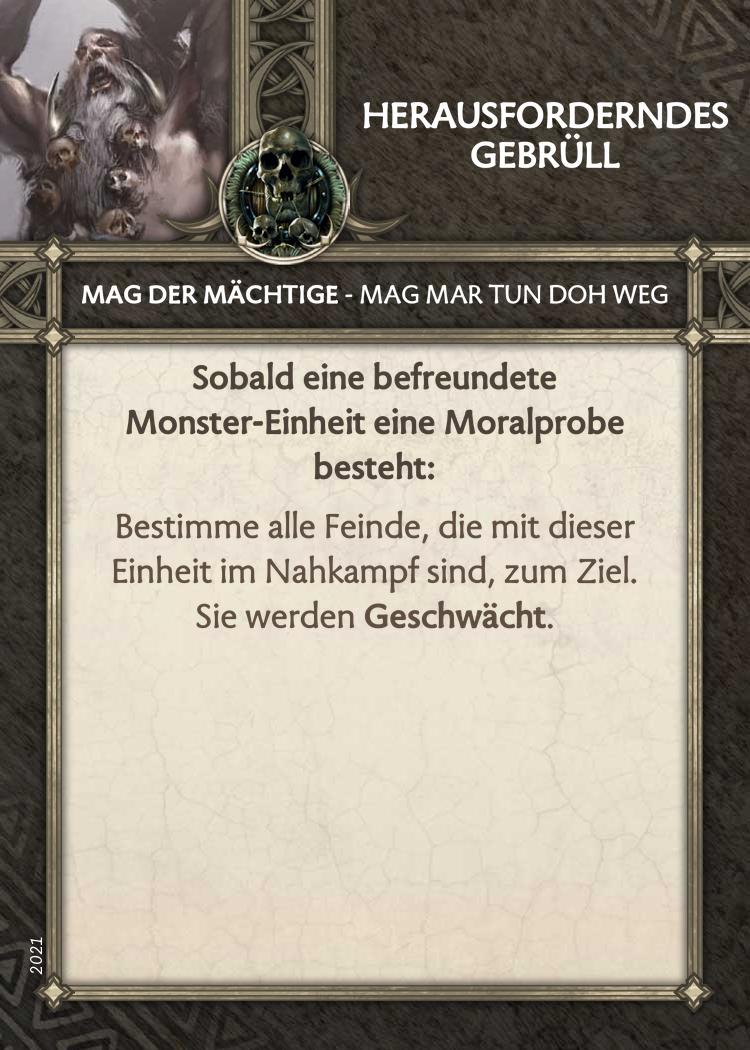 HERAUSFORDERNDES
GEBRÜLL
MAG DER MÄCHTIGE - MAG MAR TUN DOH WEG
Sobald eine befreundete
Monster-Einheit eine Moralprobe
besteht:
Bestimme alle Feinde, die mit dieser
Einheit im Nahkampf sind, zum Ziel.
Sie werden Geschwächt.
2021